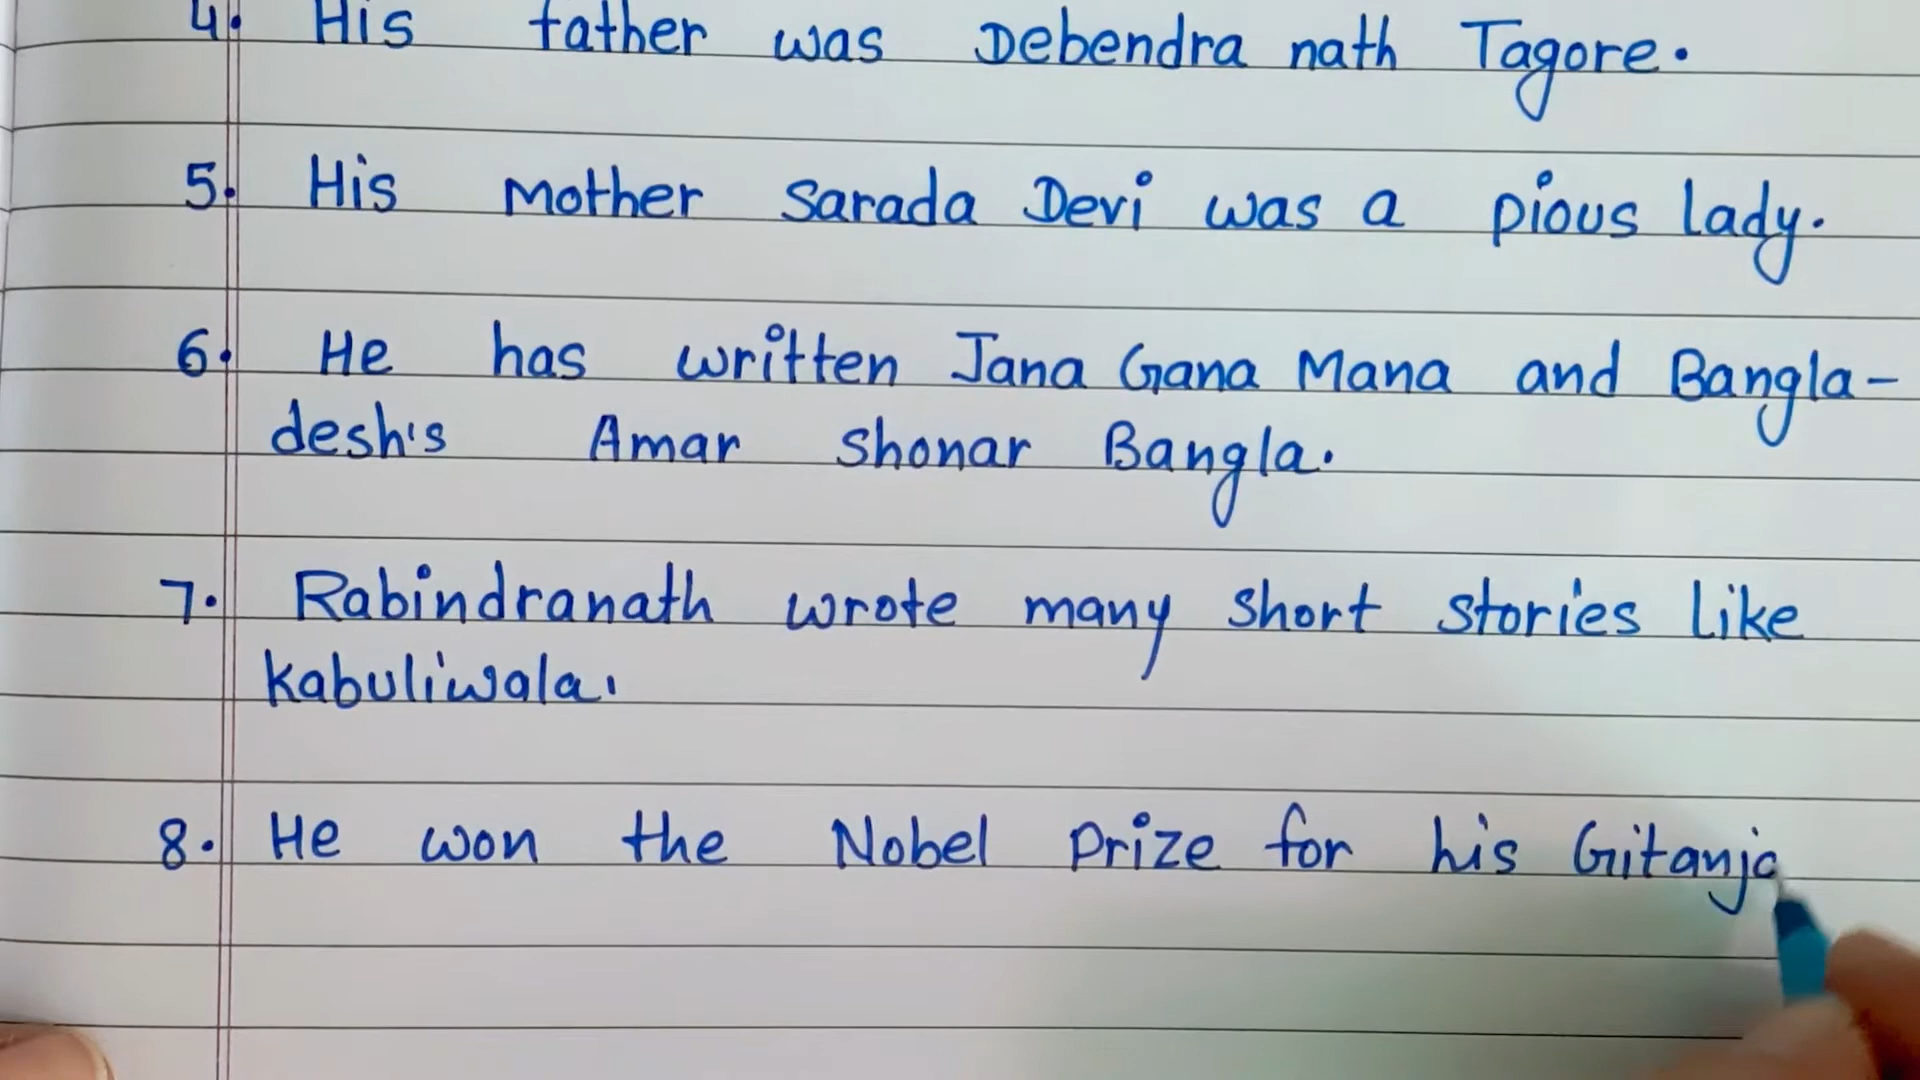 4. His father was Debendra nath Tagore.
5. His mother Sarada Devi was a pious lady.
6. He has written Jana Gana Mana and Bangla-
desh's Amar shonar Bangla.
7. Rabindranath wrote many short stories like
kabuliwala.
8. He won the Nobel prize for his Gitanja